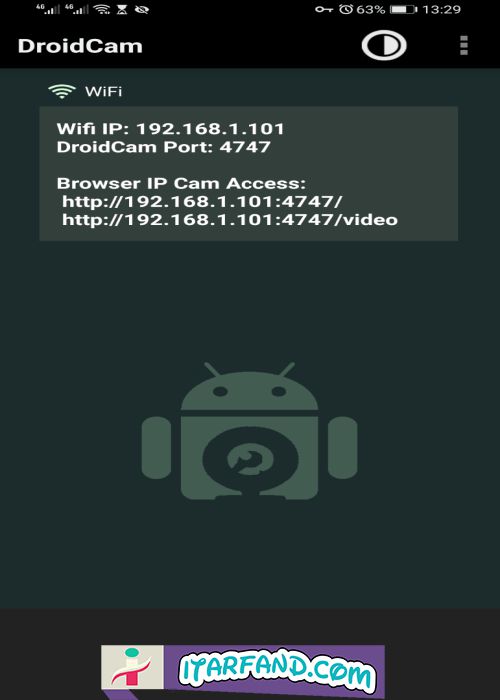 4G 4G 63% 13:29
DroidCam
WiFi
Wifi IP: 192.168.1.101
DroidCam Port: 4747
Browser IP Cam Access:
http://192.168.1.101:4747/
http://192.168.1.101:4747/video
ITARFAND.COM